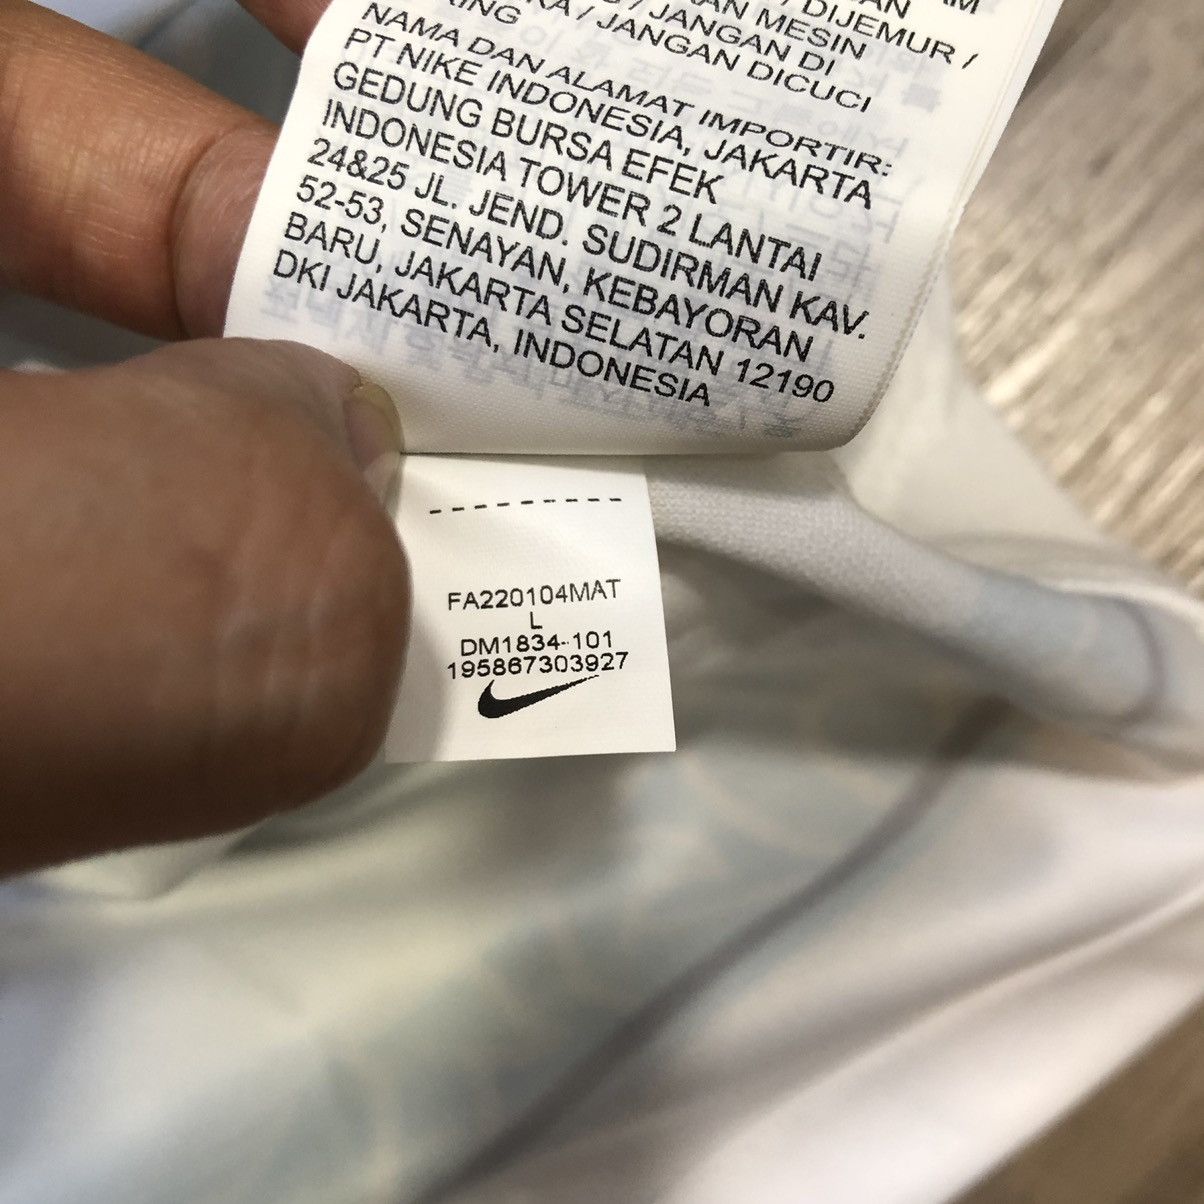 DIJEMUR /
MESIN
/ JANGAN DI
/ JANGAN DICUCI
NAMA DAN ALAMAT IMPORTIR:
PT NIKE INDONESIA, JAKARTA
GEDUNG BURSA EFEK
INDONESIA TOWER 2 LANTAI
24&25 JL. JEND. SUDIRMAN KAV.
52-53, SENAYAN, KEBAYORAN
BARU, JAKARTA SELATAN 12190
DKI JAKARTA, INDONESIA
FA220104MAT
L
DM1834-101
195867303927